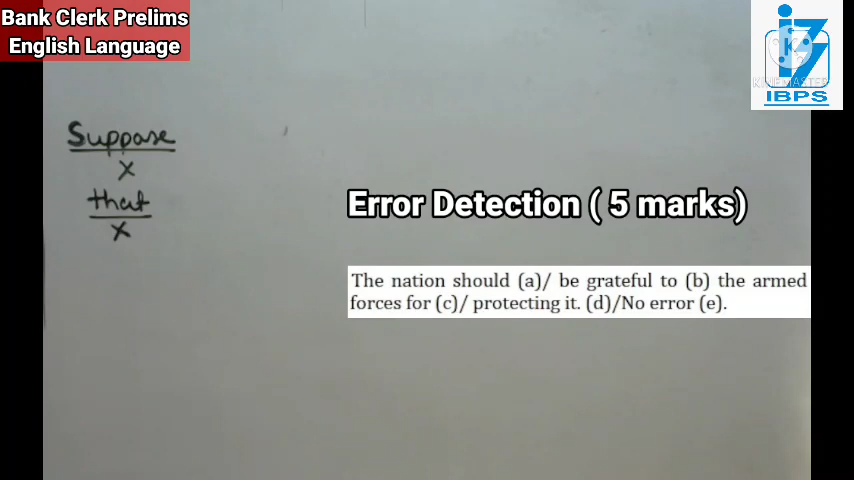 Bank Clerk Prelims
English Language
KINEMASTER
IBPS
Suppose
x
that
x
Error Detection ( 5 marks)
The nation should (a)/ be grateful to (b) the armed
forces for (c)/ protecting it. (d)/No error (e).